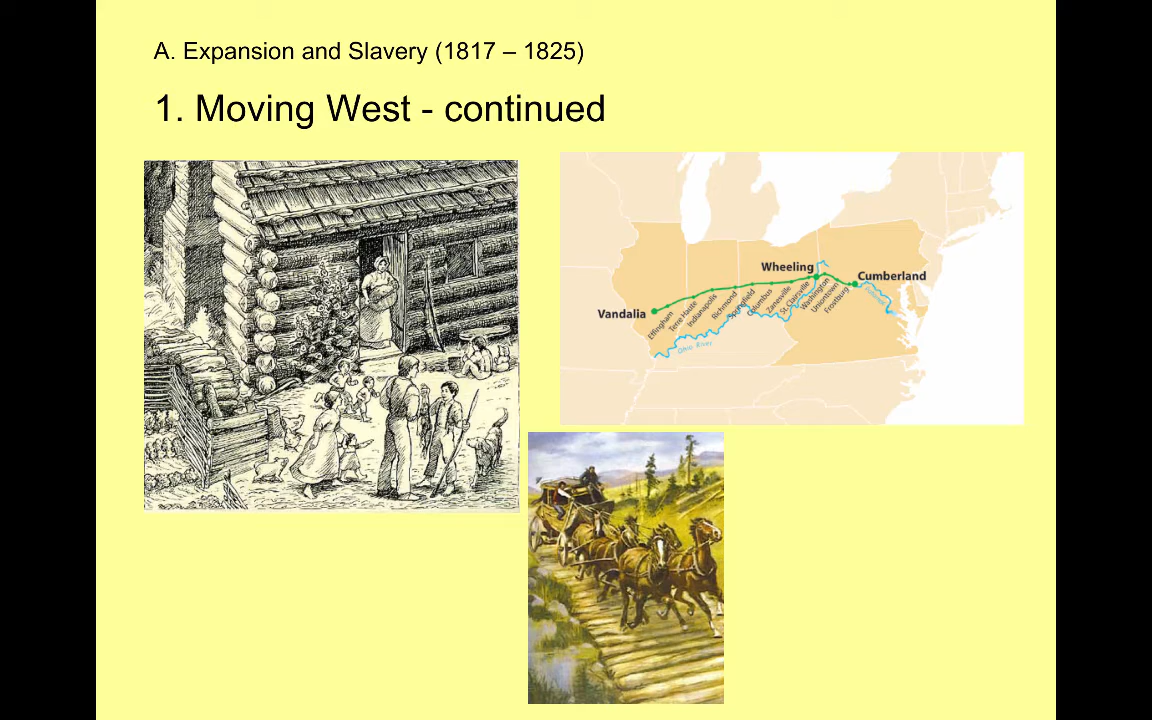 A. Expansion and Slavery (1817 – 1825)
1. Moving West - continued
Wheeling
Cumberland
Vandalia
Effingham
Terre Haute
Indianapolis
Richmond
Springfield
Columbus
Zanesville
St. Clairsville
Washington
Uniontown
Frostburg
Ohio River